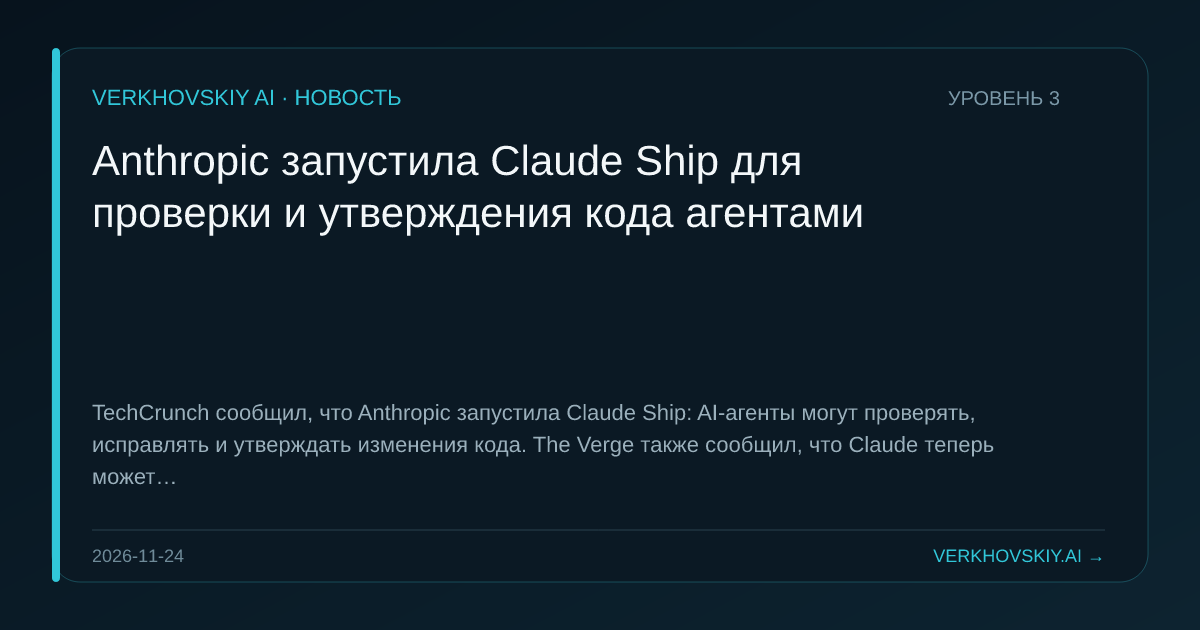 VERKHOVSKIY AI · НОВОСТЬ
УРОВЕНЬ 3
Anthropic запустила Claude Ship для
проверки и утверждения кода агентами
TechCrunch сообщил, что Anthropic запустила Claude Ship: AI-агенты могут проверять,
исправлять и утверждать изменения кода. The Verge также сообщил, что Claude теперь
может…
2026-11-24
VERKHOVSKIY.AI →